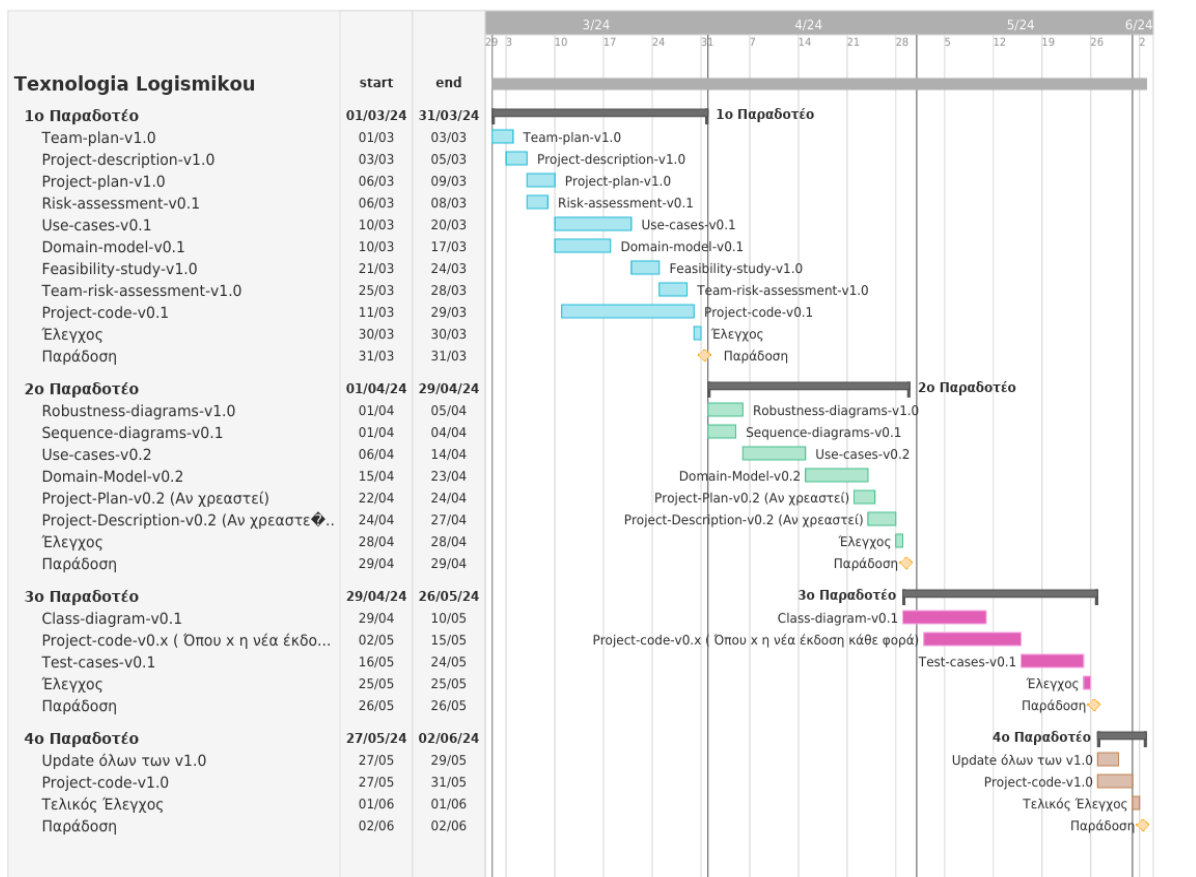 3/24 4/24 5/24 6/24
29 3 10 17 24 31 7 14 21 28 5 12 19 26 2
Texnologia Logismikou start end
1ο Παραδοτέο 01/03/24 31/03/24 1ο Παραδοτέο
Team-plan-v1.0 01/03 03/03 Team-plan-v1.0
Project-description-v1.0 03/03 05/03 Project-description-v1.0
Project-plan-v1.0 06/03 09/03 Project-plan-v1.0
Risk-assessment-v0.1 06/03 08/03 Risk-assessment-v0.1
Use-cases-v0.1 10/03 20/03 Use-cases-v0.1
Domain-model-v0.1 10/03 17/03 Domain-model-v0.1
Feasibility-study-v1.0 21/03 24/03 Feasibility-study-v1.0
Team-risk-assessment-v1.0 25/03 28/03 Team-risk-assessment-v1.0
Project-code-v0.1 11/03 29/03 Project-code-v0.1
Έλεγχος 30/03 30/03 Έλεγχος
Παράδοση 31/03 31/03 Παράδοση
2ο Παραδοτέο 01/04/24 29/04/24 2ο Παραδοτέο
Robustness-diagrams-v1.0 01/04 05/04 Robustness-diagrams-v1.0
Sequence-diagrams-v0.1 01/04 04/04 Sequence-diagrams-v0.1
Use-cases-v0.2 06/04 14/04 Use-cases-v0.2
Domain-Model-v0.2 15/04 23/04 Domain-Model-v0.2
Project-Plan-v0.2 (Αν χρεαστεί) 22/04 24/04 Project-Plan-v0.2 (Αν χρεαστεί)
Project-Description-v0.2 (Αν χρεαστε�.. 24/04 27/04 Project-Description-v0.2 (Αν χρεαστεί)
Έλεγχος 28/04 28/04 Έλεγχος
Παράδοση 29/04 29/04 Παράδοση
3ο Παραδοτέο 29/04/24 26/05/24 3ο Παραδοτέο
Class-diagram-v0.1 29/04 10/05 Class-diagram-v0.1
Project-code-v0.x ( Όπου x η νέα έκδο... 02/05 15/05 Project-code-v0.x ( Όπου x η νέα έκδοση κάθε φορά)
Test-cases-v0.1 16/05 24/05 Test-cases-v0.1
Έλεγχος 25/05 25/05 Έλεγχος
Παράδοση 26/05 26/05 Παράδοση
4ο Παραδοτέο 27/05/24 02/06/24 4ο Παραδοτέο
Update όλων των v1.0 27/05 29/05 Update όλων των v1.0
Project-code-v1.0 27/05 31/05 Project-code-v1.0
Τελικός Έλεγχος 01/06 01/06 Τελικός Έλεγχος
Παράδοση 02/06 02/06 Παράδοση